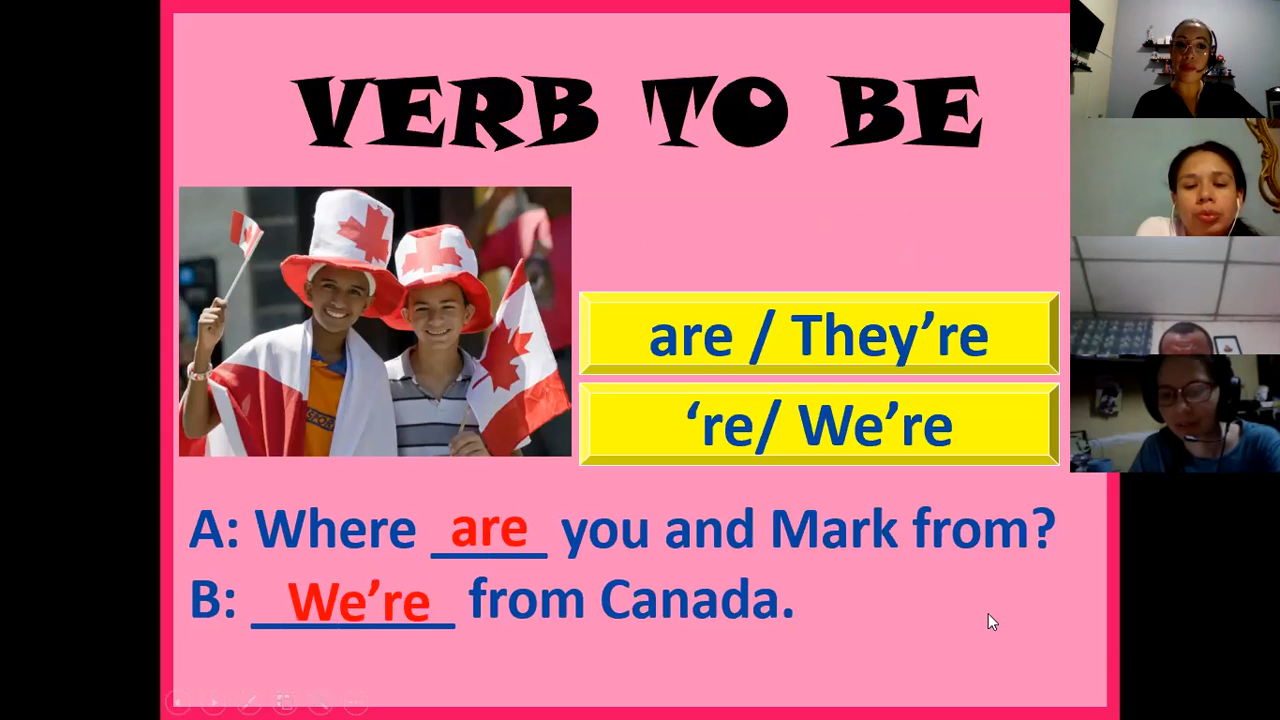 VERB TO BE
are / They’re
‘re/ We’re
A: Where are you and Mark from?
B: We’re from Canada.